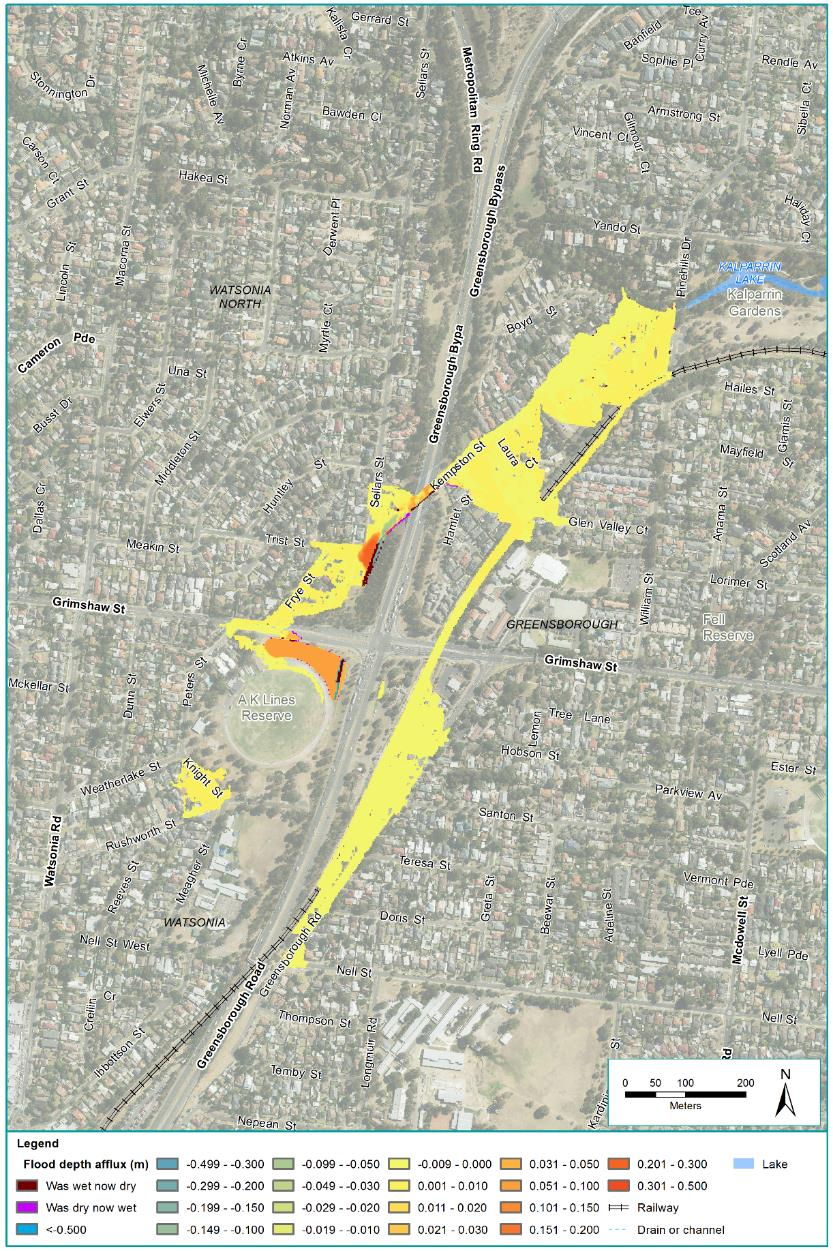 Gerrard St
Kalista Cr
Tce
Curry Av
Banfield
Atkins Av
Sophie P
Rendle Av
Byrne Cr
Michelle Av
Norman Av
Sellars St
Stonnington Dr
Metropolitan Ring Rd
Bawden Cl
Armstrong St
Sibella Ct
Vincent Ct
Gilmour Ct
Carson Ct
Grant St
Hakea St
Greensborough Bypass
Haliday Ct
Derwent Pl
Yando St
Macorna St
Lincoln St
Pinehills Dr
KALPARRIN
LAKE
Kalparrin
Gardens
WATSONIA
NORTH
Myrtle Ct
Boyd St
Cameron Pde
Greensborough Bypa
Una St
Elwers St
Busst Dr
Hailes St
Glamis St
Middleton St
Laura Ct
Kempston St
Mayfield St
Huntley St
Sellars St
Dallas Cr
Hamlet St
Anama St
Glen Valley Ct
Scotland Av
Trist St
Meakin St
Lorimer St
Frye St
William St
Grimshaw St
GREENSBOROUGH
Fell
Reserve
Grimshaw St
Mckellar St
Dunn St
Peters St
A K Lines
Reserve
Lemon
Tree Lane
Hobson St
Knight St
Ester St
Weatherlake St
Parkview Av
Santon St
Rushworth St
Watsonia Rd
Reeves St
Meagher St
Teresa St
Vermont Pde
Greta St
Beewar St
Adeline St
Mcdowell St
Doris St
WATSONIA
Greensborough Rd
Nell St West
Lyell Pde
Nell St
Greensborough Road
Crellin Cr
Thompson St
Nell St
Ibbottson St
Longmuir Rd
St
Rd
Temby St
Nepean St
0 50 100 200
Meters
N
Legend
Flood depth afflux (m)
Was wet now dry
Was dry now wet
<-0.500
-0.499 - -0.300
-0.299 - -0.200
-0.199 - -0.150
-0.149 - -0.100
-0.099 - -0.050
-0.049 - -0.030
-0.029 - -0.020
-0.019 - -0.010
-0.009 - 0.000
0.001 - 0.010
0.011 - 0.020
0.021 - 0.030
0.031 - 0.050
0.051 - 0.100
0.101 - 0.150
0.151 - 0.200
0.201 - 0.300
0.301 - 0.500
Railway
Drain or channel
Lake